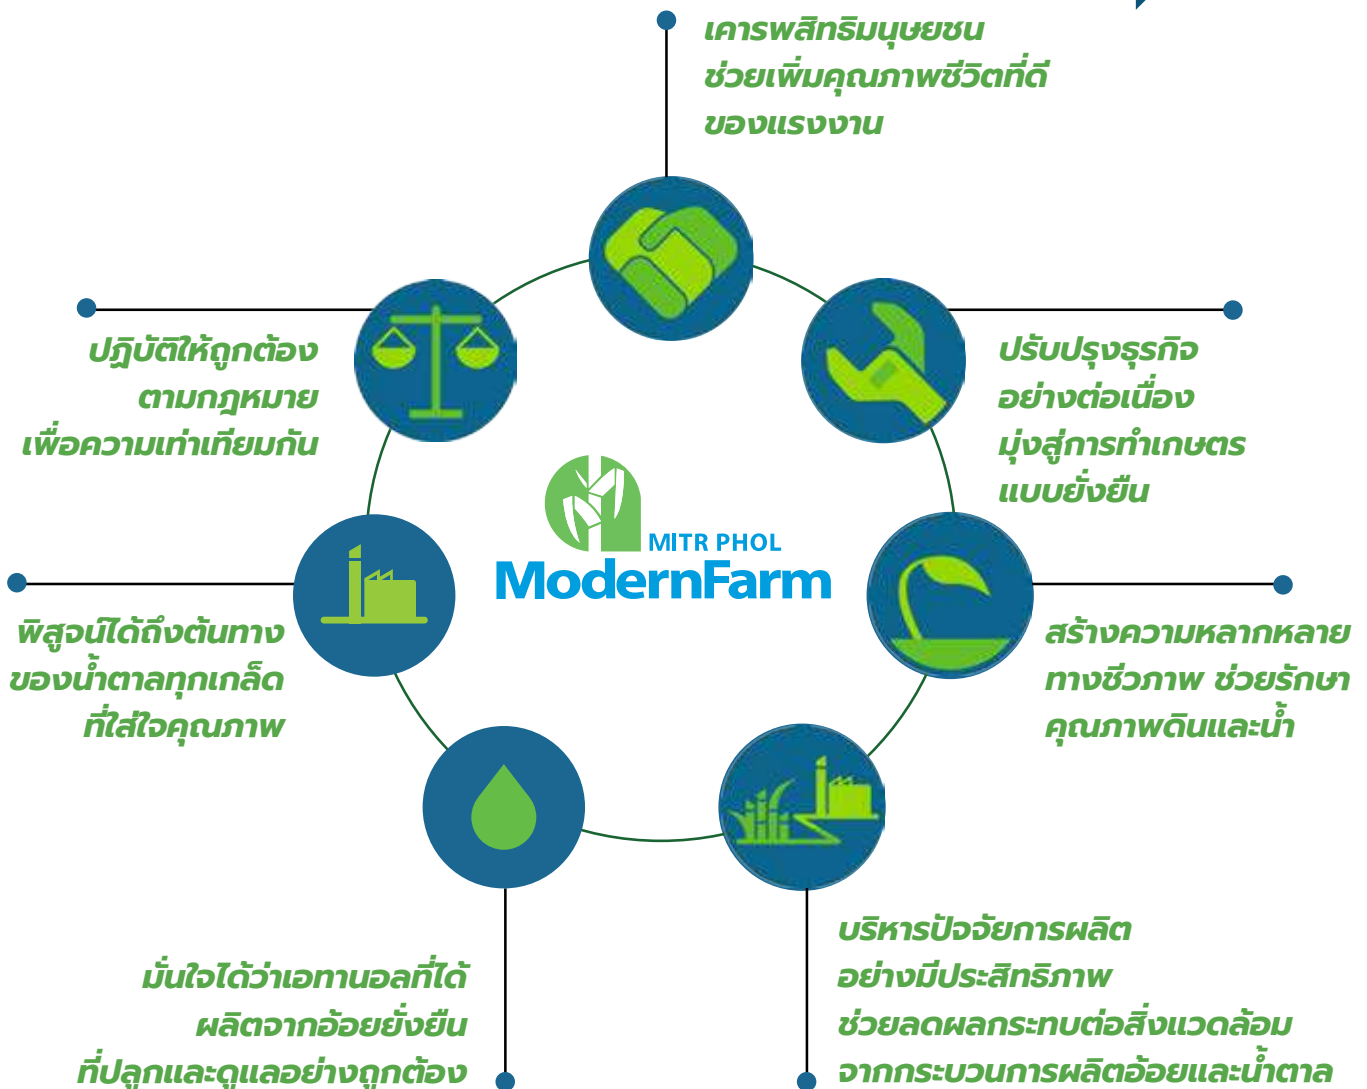 เคารพสิทธิมนุษยชน
ช่วยเพิ่มคุณภาพชีวิตที่ดี
ของแรงงาน
ปฏิบัติให้ถูกต้อง
ตามกฎหมาย
เพื่อความเท่าเทียมกัน
ปรับปรุงธุรกิจ
อย่างต่อเนื่อง
มุ่งสู่การทำเกษตร
แบบยั่งยืน
MITR PHOL
ModernFarm
พิสูจน์ได้ถึงต้นทาง
ของน้ำตาลทุกเกล็ด
ที่ใส่ใจคุณภาพ
สร้างความหลากหลาย
ทางชีวภาพ ช่วยรักษา
คุณภาพดินและน้ำ
มั่นใจได้ว่าเอทานอลที่ได้
ผลิตจากอ้อยยั่งยืน
ที่ปลูกและดูแลอย่างถูกต้อง
บริหารปัจจัยการผลิต
อย่างมีประสิทธิภาพ
ช่วยลดผลกระทบต่อสิ่งแวดล้อม
จากกระบวนการผลิตอ้อยและน้ำตาล